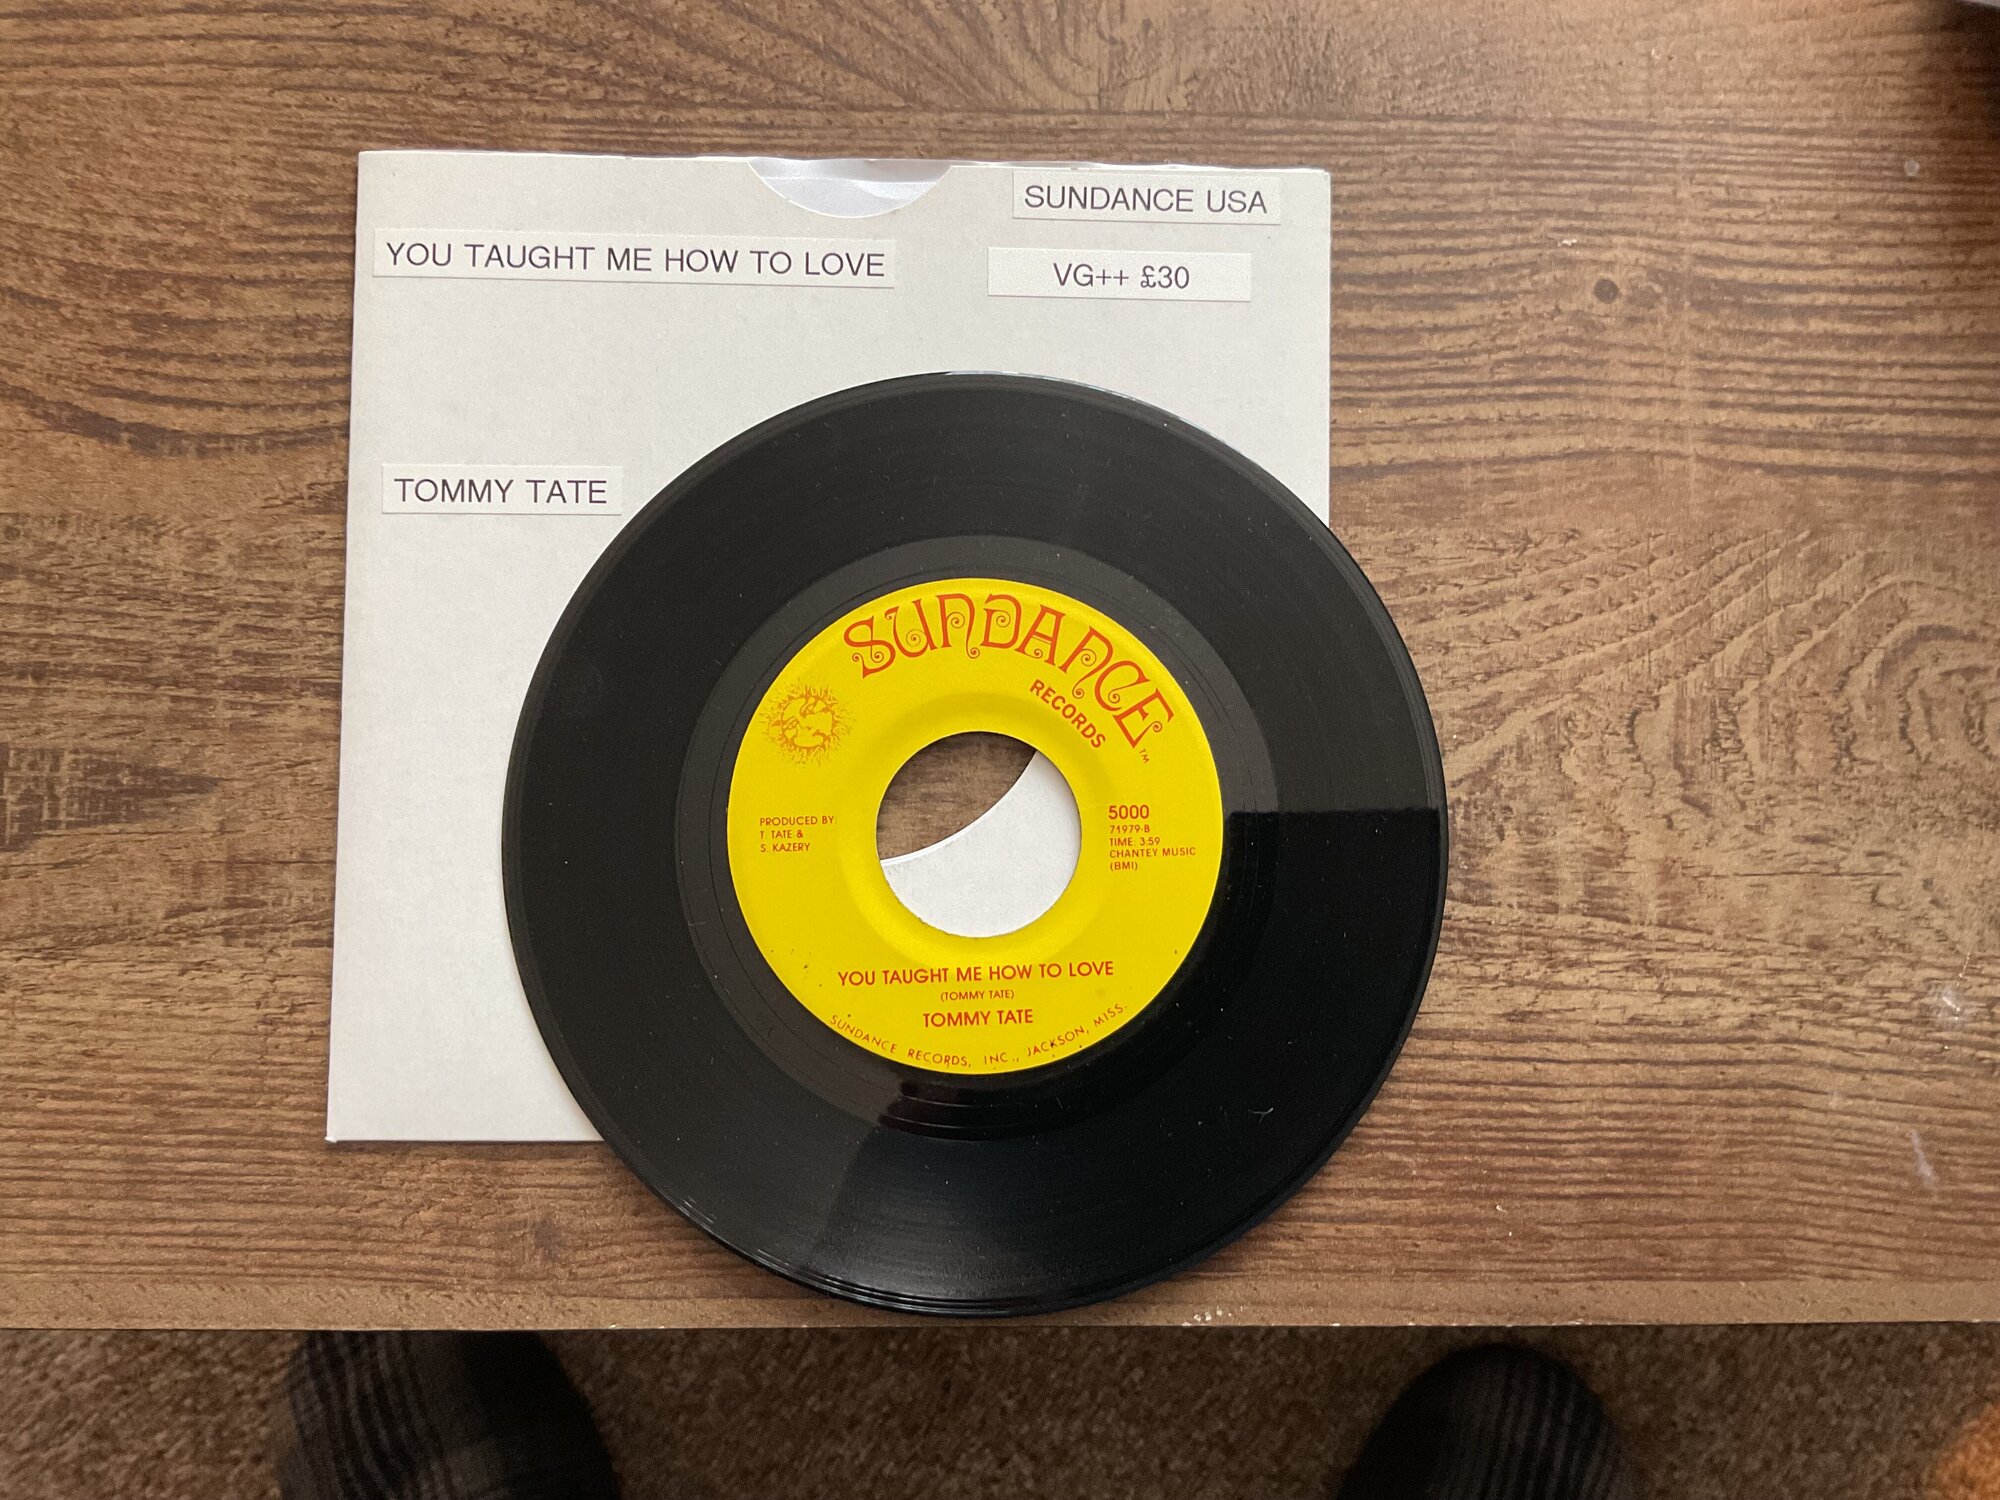 SUNDANCE USA
YOU TAUGHT ME HOW TO LOVE
VG++ £30
TOMMY TATE
SUNDANCE
RECORDS
TM
PRODUCED BY:
T. TATE &
S. KAZERY
5000
71979-B
TIME: 3:59
CHANTEY MUSIC
(BMI)
YOU TAUGHT ME HOW TO LOVE
(TOMMY TATE)
TOMMY TATE
SUNDANCE RECORDS, INC., JACKSON, MISS.